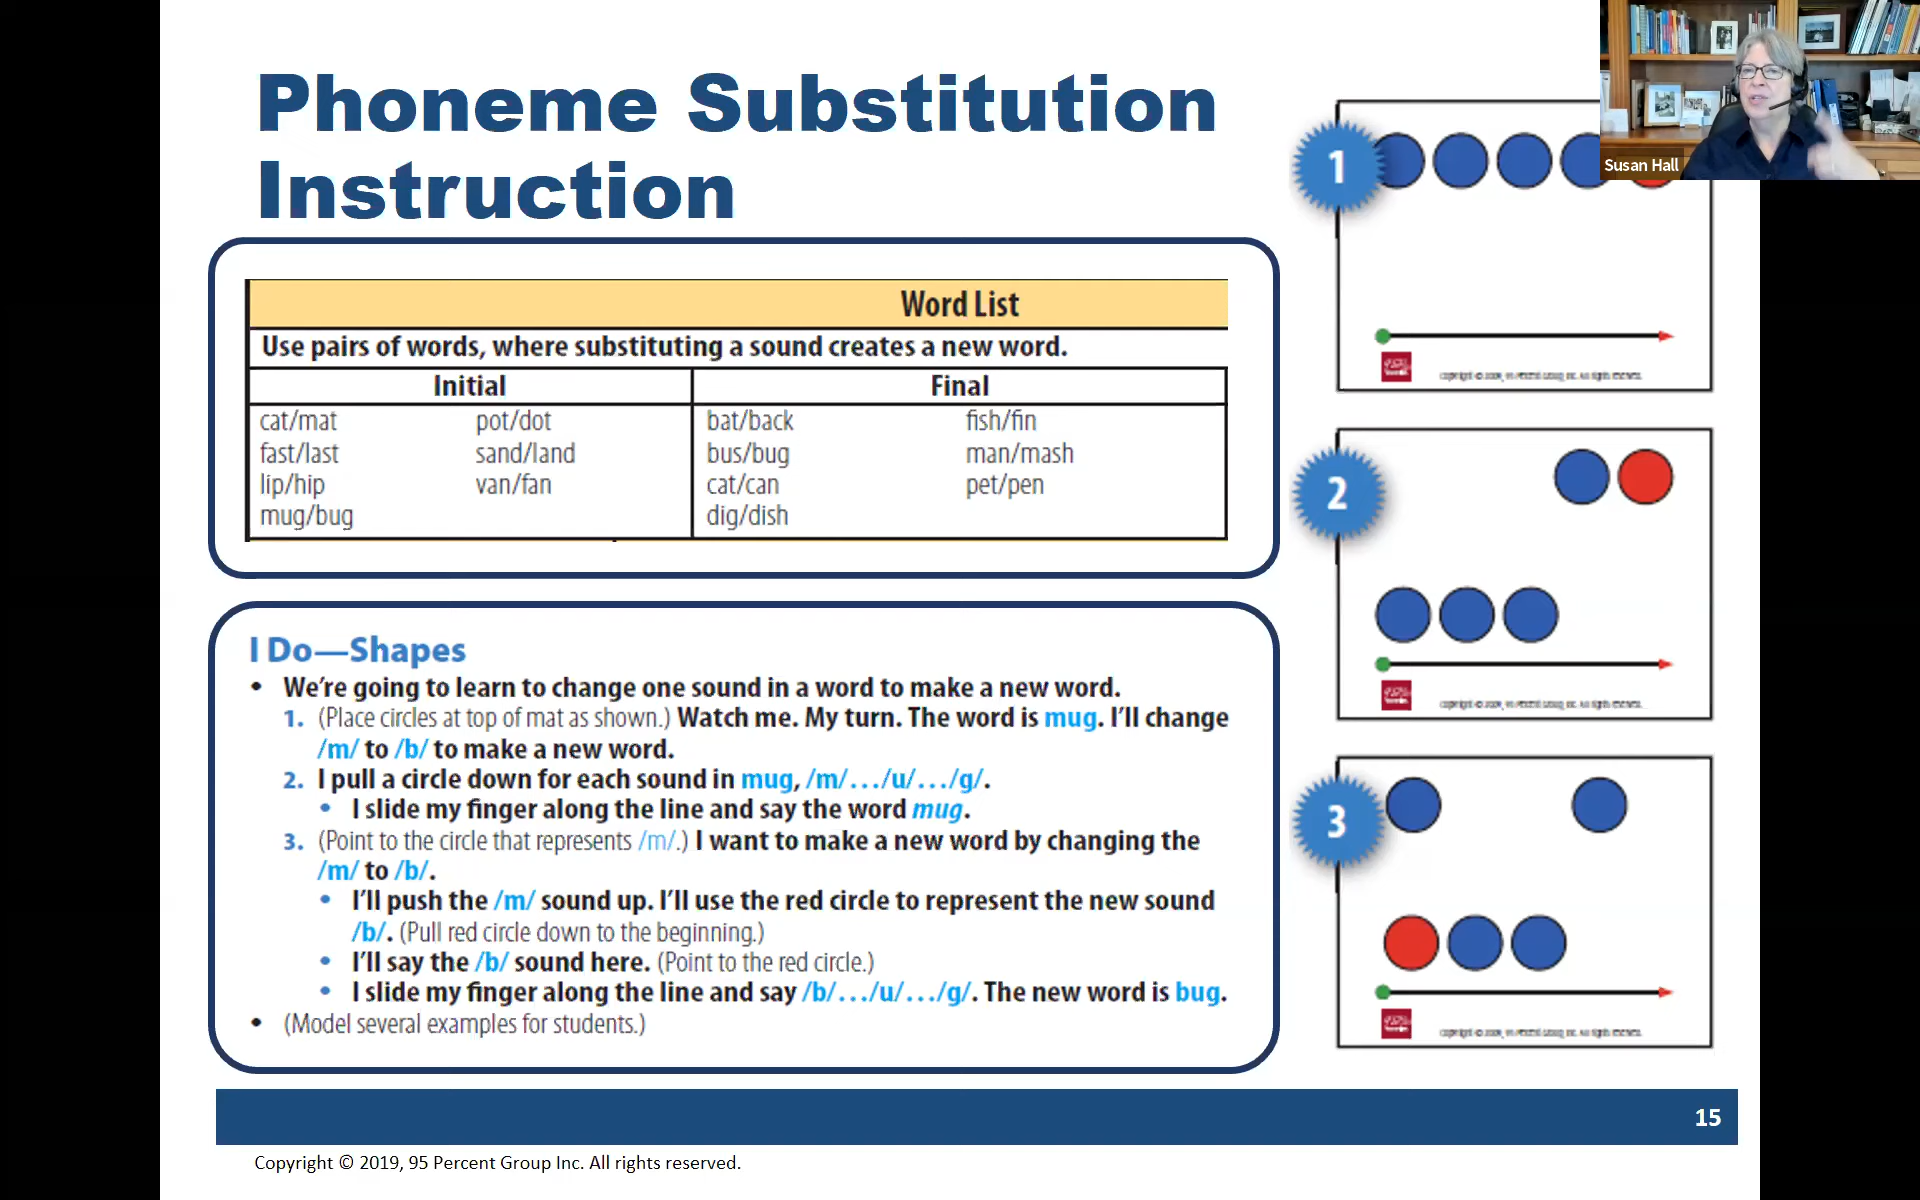 Phoneme Substitution
Instruction
Susan Hall
1
Word List
Use pairs of words, where substituting a sound creates a new word.
Initial Final
cat/mat pot/dot bat/back fish/fin
fast/last sand/land bus/bug man/mash
lip/hip van/fan cat/can pet/pen
mug/bug dig/dish
2
I Do—Shapes
• We're going to learn to change one sound in a word to make a new word.
1. (Place circles at top of mat as shown.) Watch me. My turn. The word is mug. I'll change
/m/ to /b/ to make a new word.
2. I pull a circle down for each sound in mug, /m/.../u/.../g/.
• I slide my finger along the line and say the word mug.
3. (Point to the circle that represents /m/.) I want to make a new word by changing the
/m/ to /b/.
• I'll push the /m/ sound up. I'll use the red circle to represent the new sound
/b/. (Pull red circle down to the beginning.)
• I'll say the /b/ sound here. (Point to the red circle.)
• I slide my finger along the line and say /b/.../u/.../g/. The new word is bug.
• (Model several examples for students.)
3
15
Copyright © 2019, 95 Percent Group Inc. All rights reserved.